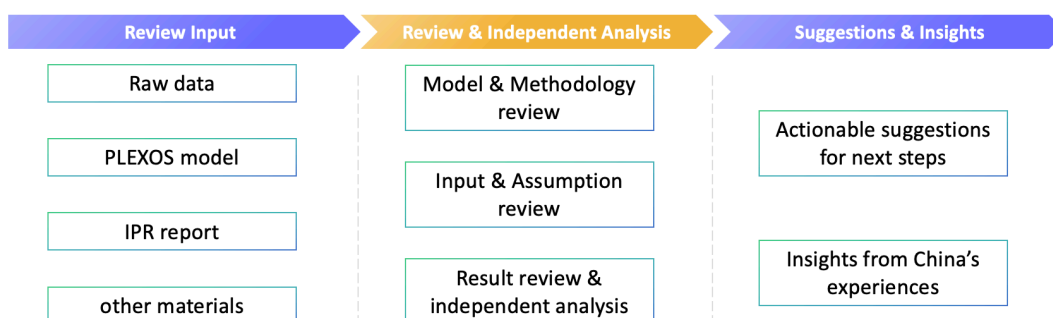 Review Input
Review & Independent Analysis
Suggestions & Insights
Raw data
PLEXOS model
IPR report
other materials
Model & Methodology
review
Input & Assumption
review
Result review &
independent analysis
Actionable suggestions
for next steps
Insights from China's
experiences